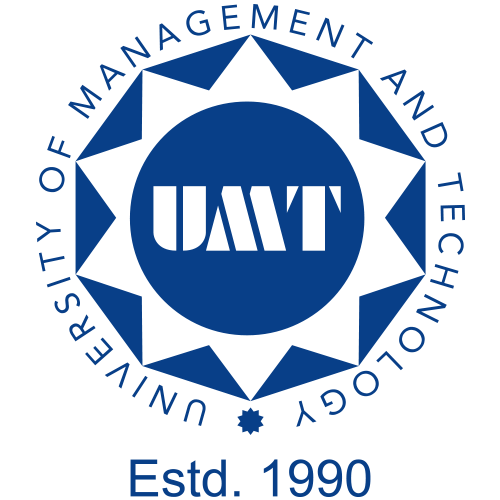 UNIVERSITY OF MANAGEMENT AND TECHNOLOGY
UMT
Estd. 1990